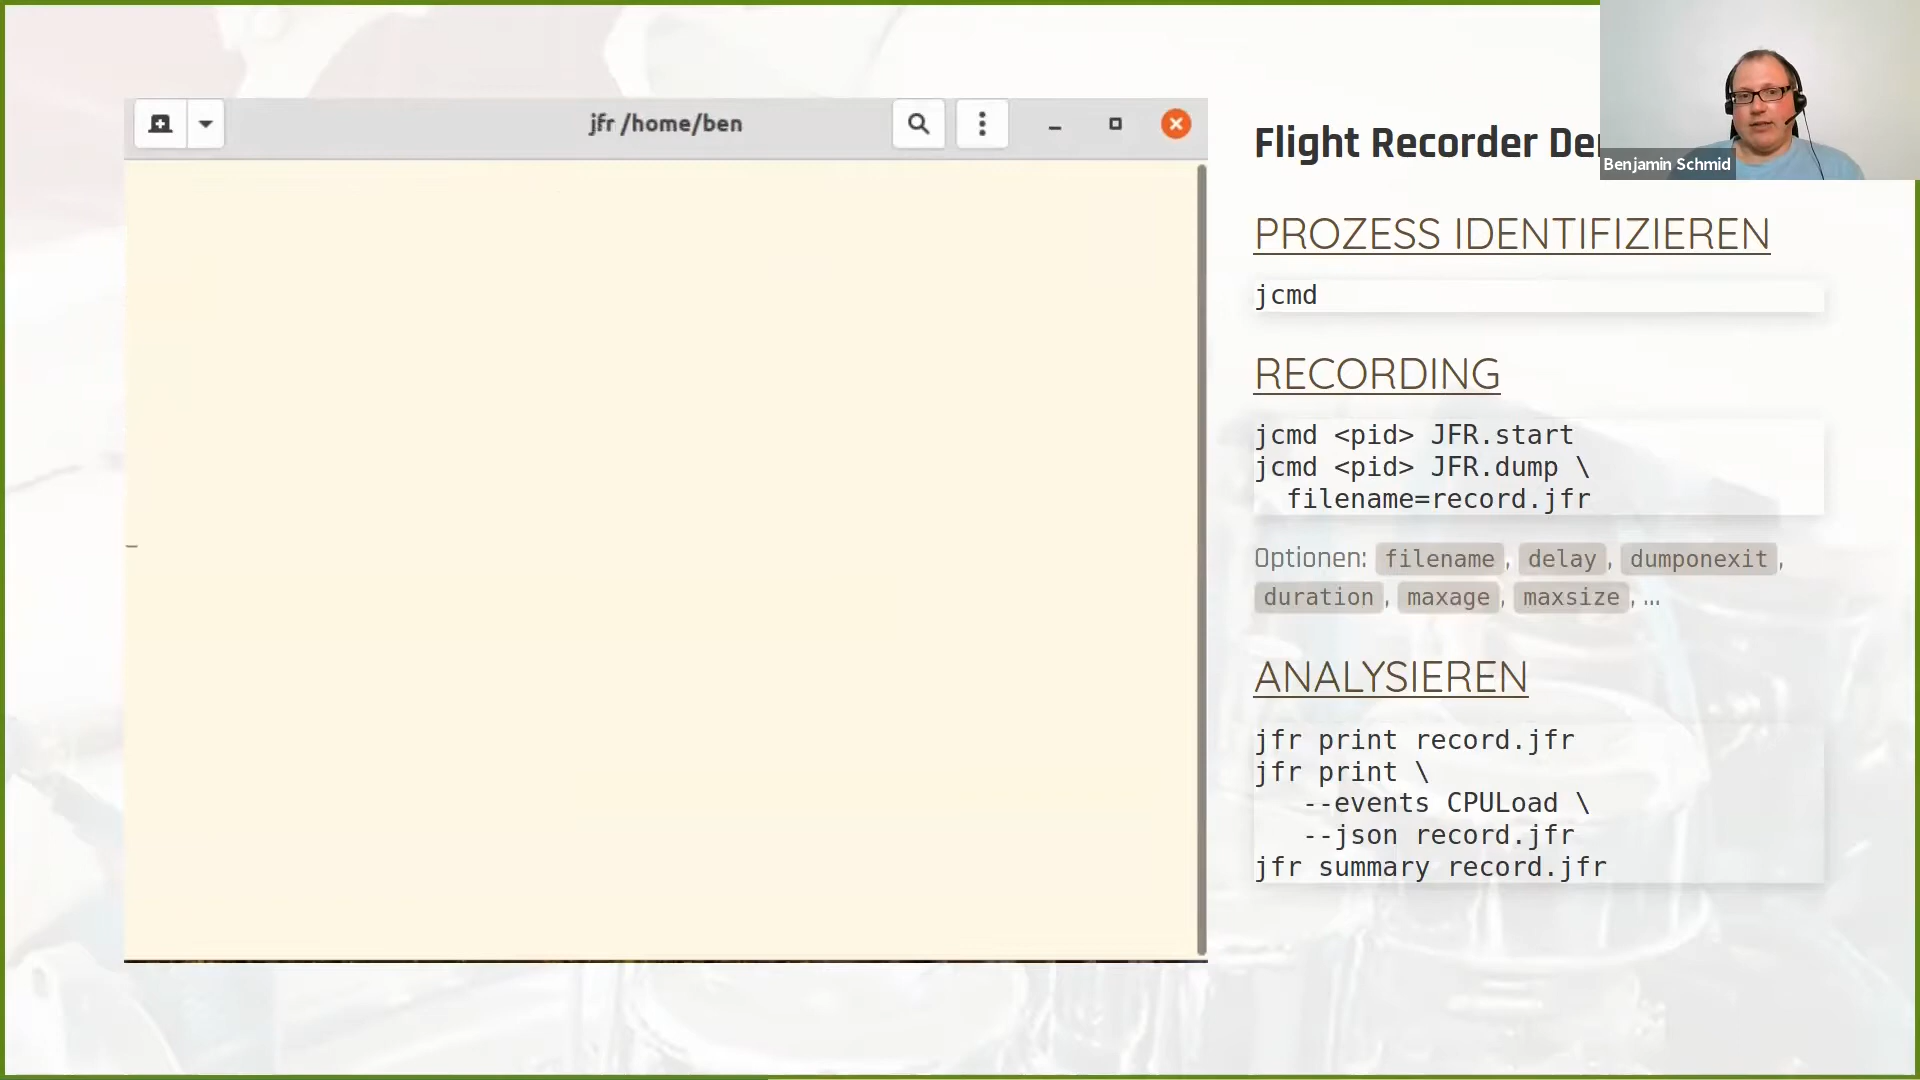 jfr /home/ben
Flight Recorder De
Benjamin Schmid
PROZESS IDENTIFIZIEREN
jcmd
RECORDING
jcmd <pid> JFR.start
jcmd <pid> JFR.dump \
filename=record.jfr
Optionen: filename, delay, dumponexit,
duration, maxage, maxsize, ...
ANALYSIEREN
jfr print record.jfr
jfr print \
--events CPULoad \
--json record.jfr
jfr summary record.jfr